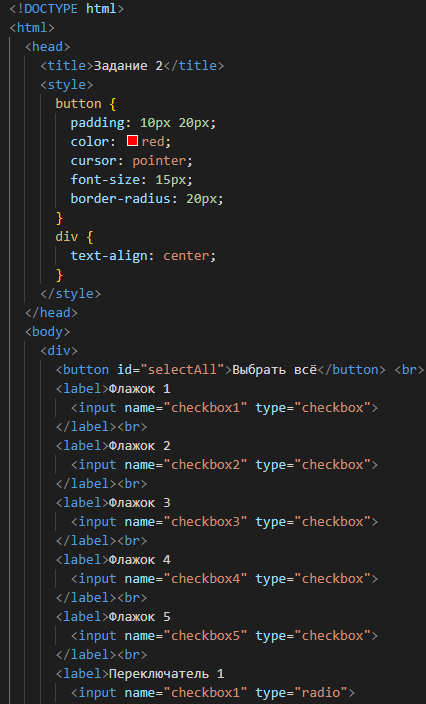 <!DOCTYPE html>
<html>
<head>
<title>Задание 2</title>
<style>
button {
padding: 10px 20px;
color: red;
cursor: pointer;
font-size: 15px;
border-radius: 20px;
}
div {
text-align: center;
}
</style>
</head>
<body>
<div>
<button id="selectAll">Выбрать всё</button> <br>
<label>Флажок 1
<input name="checkbox1" type="checkbox">
</label><br>
<label>Флажок 2
<input name="checkbox2" type="checkbox">
</label><br>
<label>Флажок 3
<input name="checkbox3" type="checkbox">
</label><br>
<label>Флажок 4
<input name="checkbox4" type="checkbox">
</label><br>
<label>Флажок 5
<input name="checkbox5" type="checkbox">
</label><br>
<label>Переключатель 1
<input name="checkbox1" type="radio">